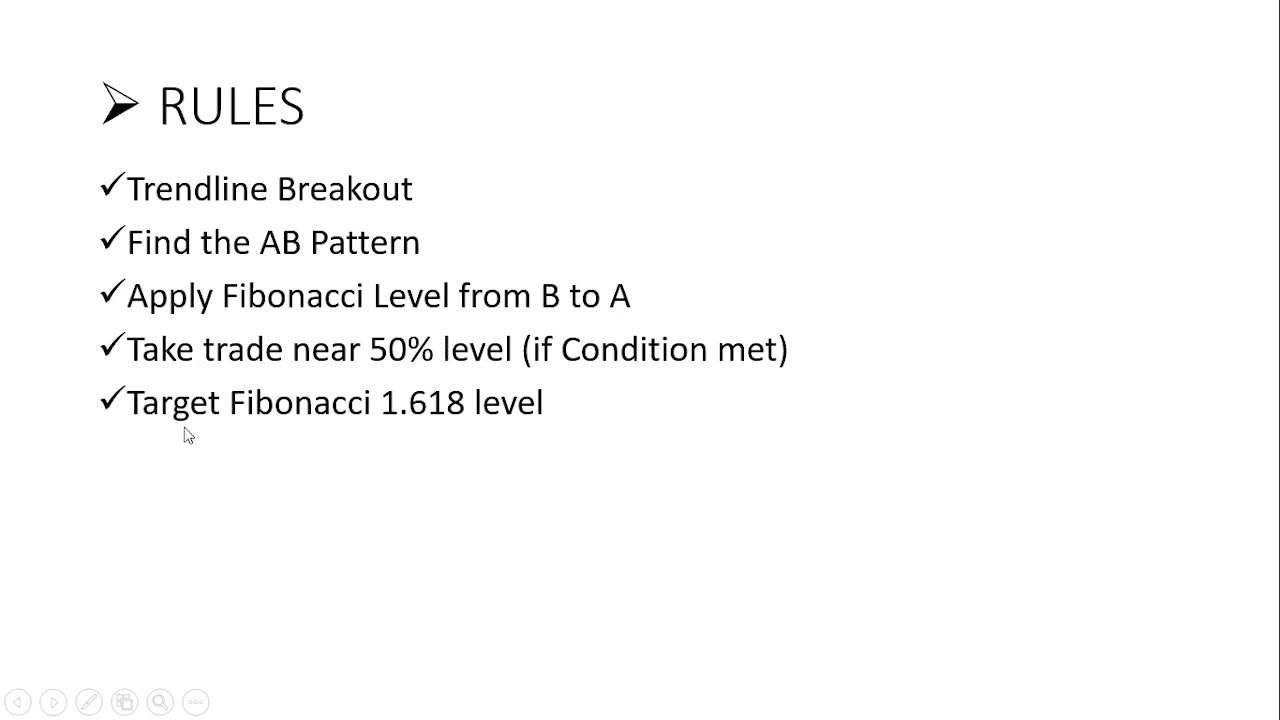 RULES
Trendline Breakout
Find the AB Pattern
Apply Fibonacci Level from B to A
Take trade near 50% level (if Condition met)
Target Fibonacci 1.618 level